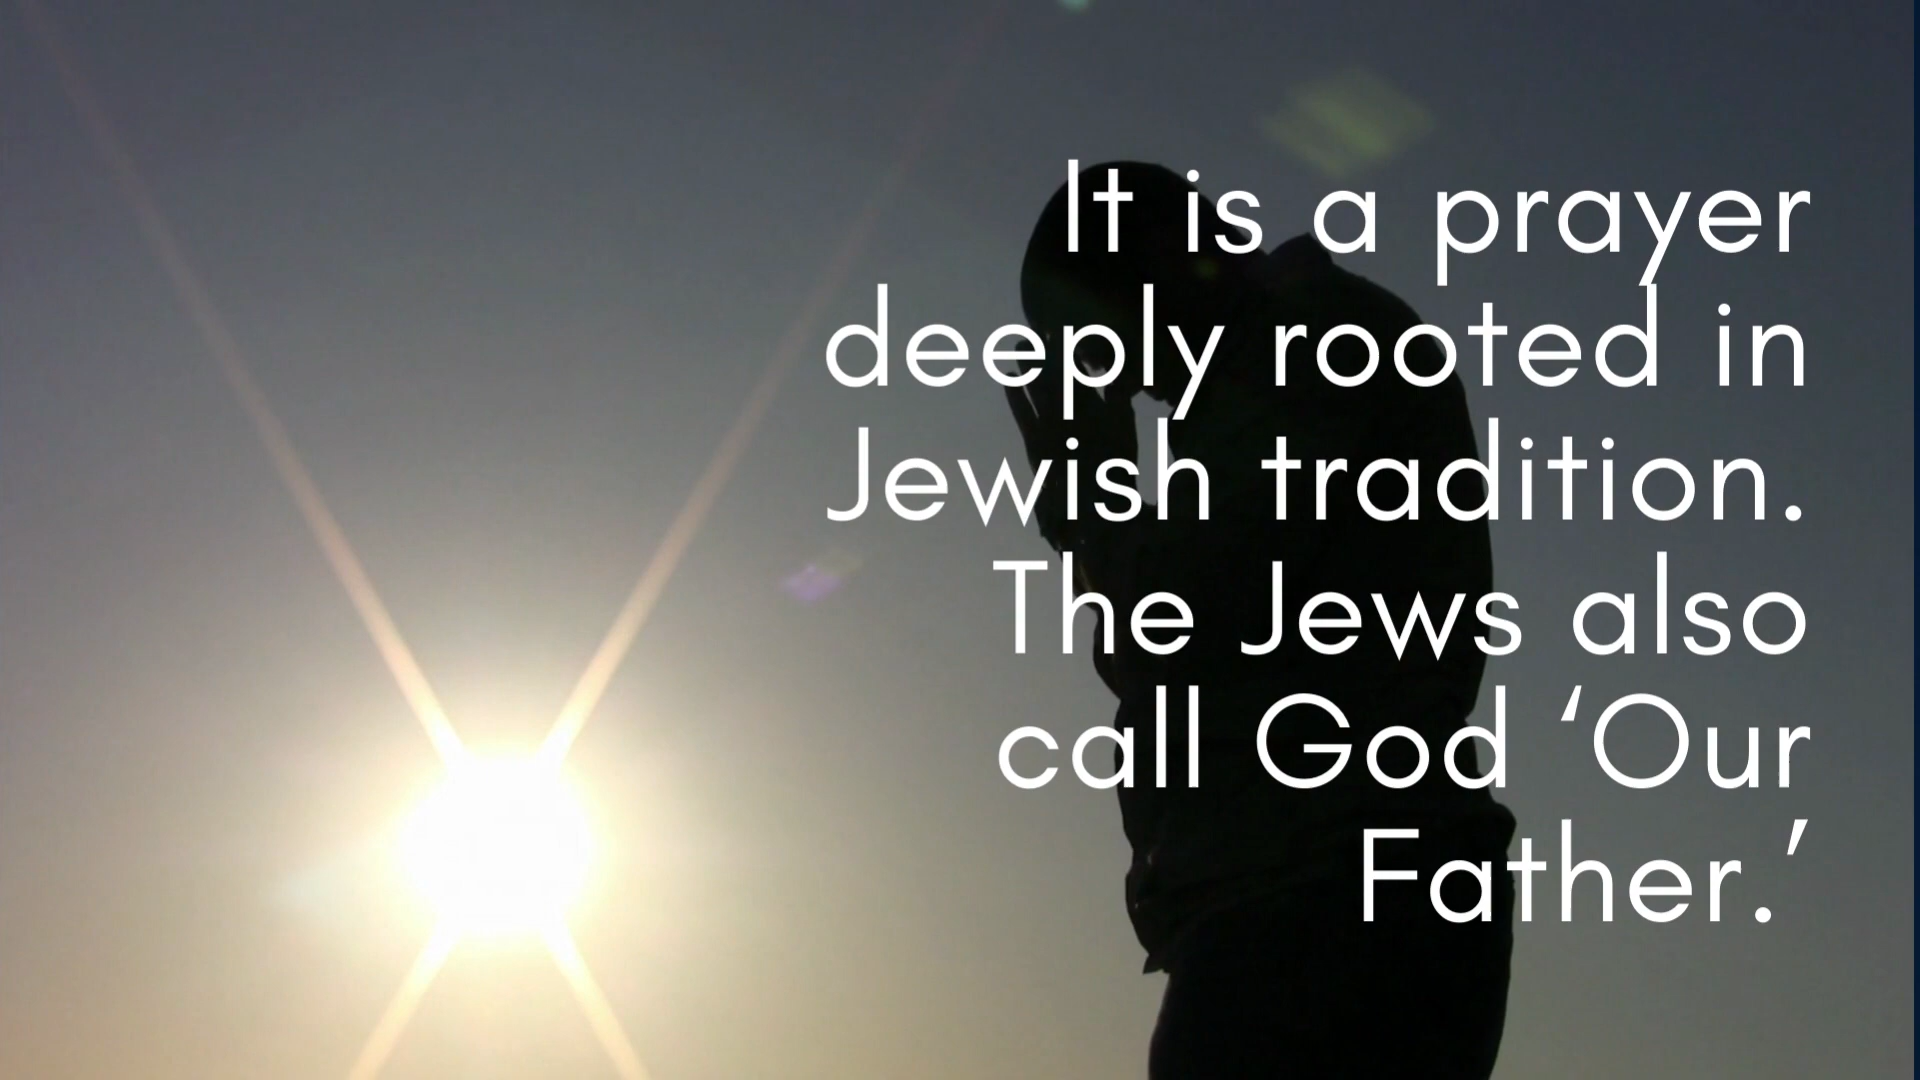 It is a prayer
deeply rooted in
Jewish tradition.
The Jews also
call God ‘Our
Father.’